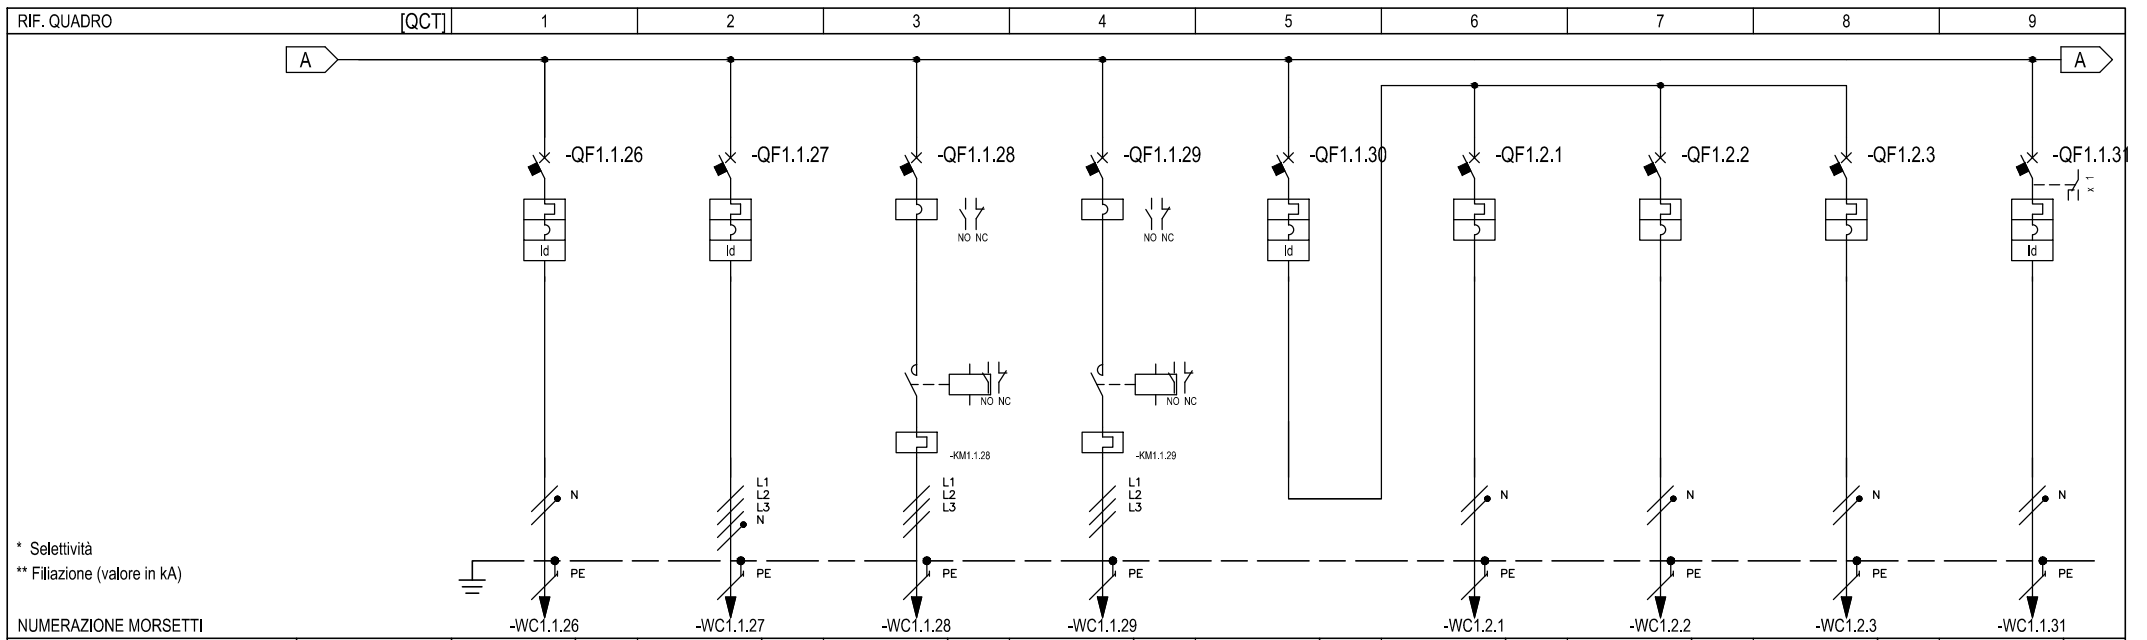 RIF. QUADRO [QCT] 1 2 3 4 5 6 7 8 9
A A
-QF1.1.26 -QF1.1.27 -QF1.1.28 -QF1.1.29 -QF1.1.30 -QF1.2.1 -QF1.2.2 -QF1.2.3 -QF1.1.31
x 1
NO NC NO NC
Id Id Id Id
NO NC NO NC
-KM1.1.28 -KM1.1.29
L1 L1 L1
L2 L2 L2
L3 L3 L3
N N N N N
N
* Selettività
** Filiazione (valore in kA)
PE PE PE PE PE PE PE PE
NUMERAZIONE MORSETTI -WC1.1.26 -WC1.1.27 -WC1.1.28 -WC1.1.29 -WC1.2.1 -WC1.2.2 -WC1.2.3 -WC1.1.31